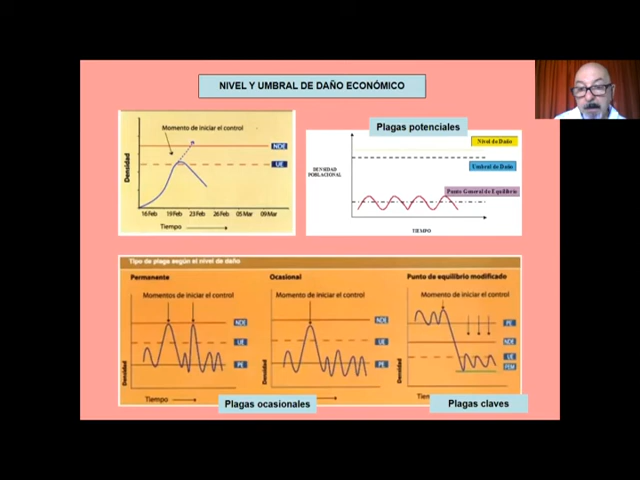 NIVEL Y UMBRAL DE DAÑO ECONÓMICO
Momento de iniciar el control
NDE
UE
Densidad
16 Feb 19 Feb 23 Feb 26 Feb 05 Mar 09 Mar
Tiempo
Plagas potenciales
Nivel de Daño
Umbral de Daño
Punto General de Equilibrio
DENSIDAD
POBLACIONAL
TIEMPO
Tipo de plaga según el nivel de daño
Permanente
Momentos de iniciar el control
NDE
UE
PE
Densidad
Tiempo
Ocasional
Momento de iniciar el control
NDE
UE
PE
Densidad
Plagas ocasionales
Punto de equilibrio modificado
Momento de iniciar el control
PE
NDE
UE
PEM
Densidad
Plagas claves